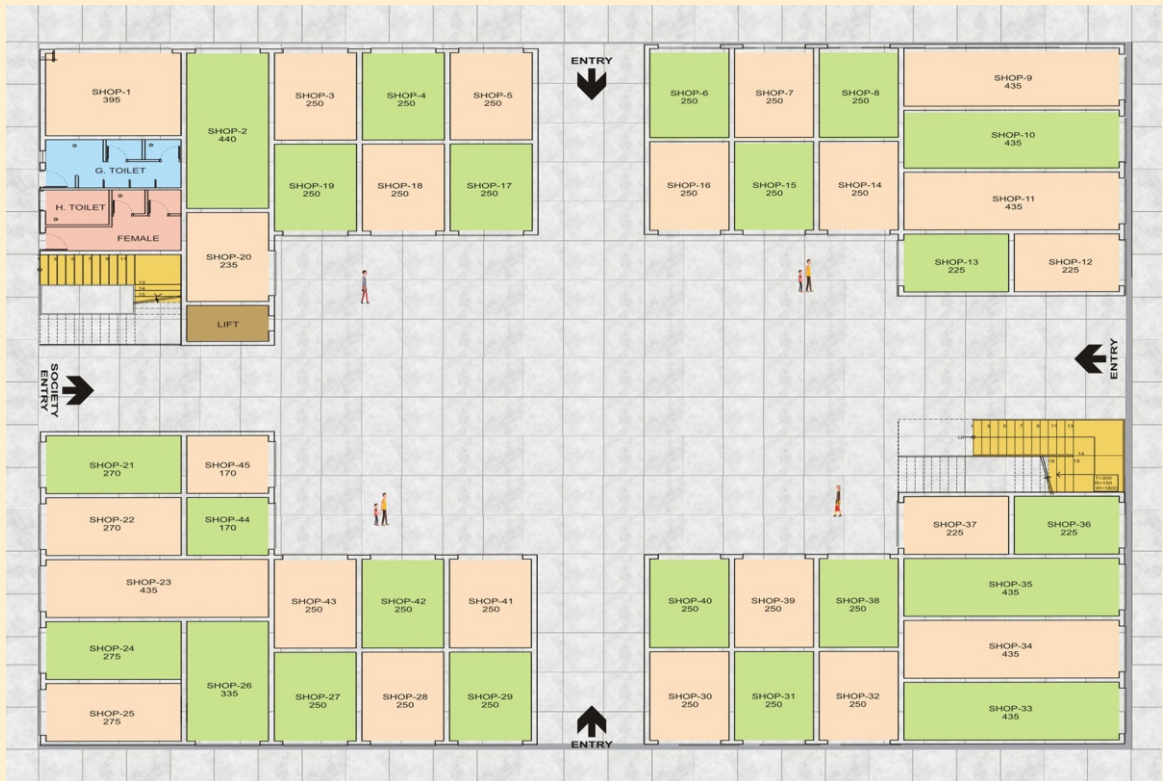 SHOP-1
395
SHOP-2
440
SHOP-3
250
SHOP-4
250
SHOP-5
250
ENTRY
SHOP-6
250
SHOP-7
250
SHOP-8
250
SHOP-9
435
SHOP-10
435
G. TOILET
SHOP-19
250
SHOP-18
250
SHOP-17
250
SHOP-16
250
SHOP-15
250
SHOP-14
250
SHOP-11
435
H. TOILET
FEMALE
SHOP-20
235
SHOP-13
225
SHOP-12
225
LIFT
SOCIETY
ENTRY
ENTRY
SHOP-21
270
SHOP-45
170
SHOP-22
270
SHOP-44
170
SHOP-37
225
SHOP-36
225
SHOP-23
435
SHOP-43
250
SHOP-42
250
SHOP-41
250
SHOP-40
250
SHOP-39
250
SHOP-38
250
SHOP-35
435
SHOP-24
275
SHOP-26
335
SHOP-34
435
SHOP-25
275
SHOP-27
250
SHOP-28
250
SHOP-29
250
SHOP-30
250
SHOP-31
250
SHOP-32
250
SHOP-33
435
ENTRY